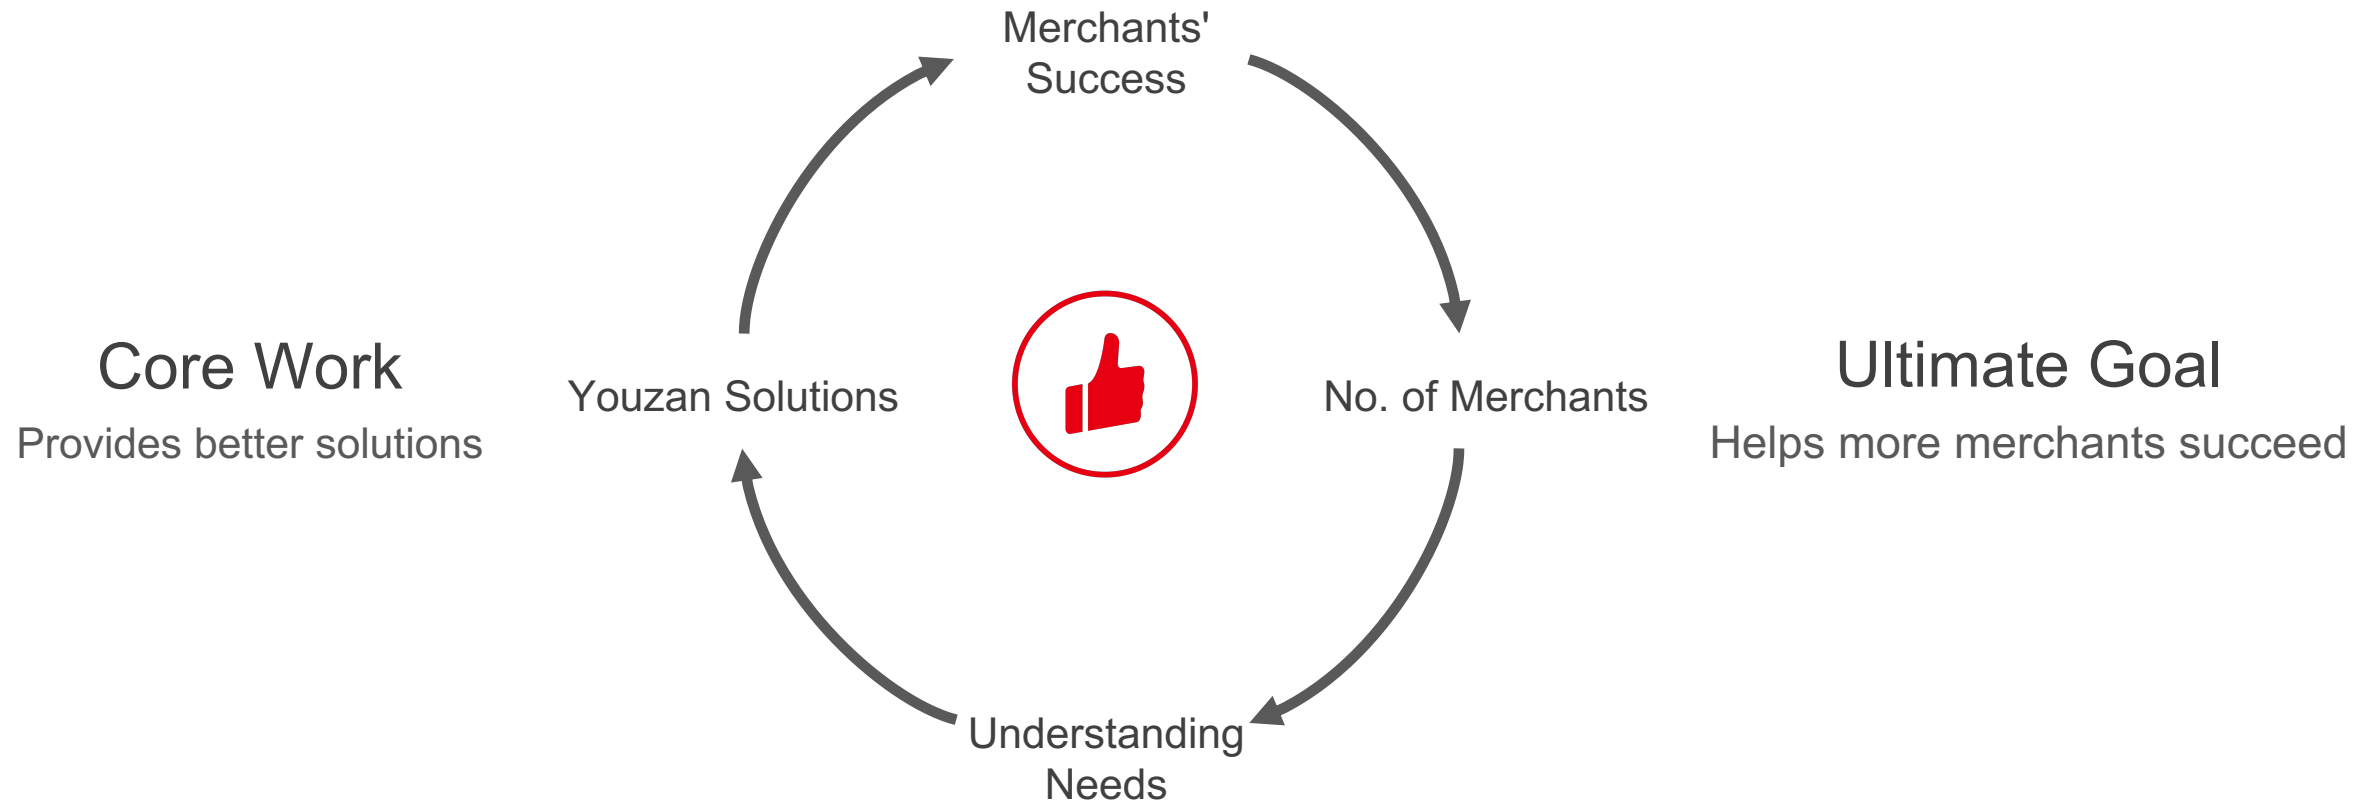 Merchants'
Success
Core Work
Provides better solutions
Youzan Solutions
No. of Merchants
Ultimate Goal
Helps more merchants succeed
Understanding
Needs